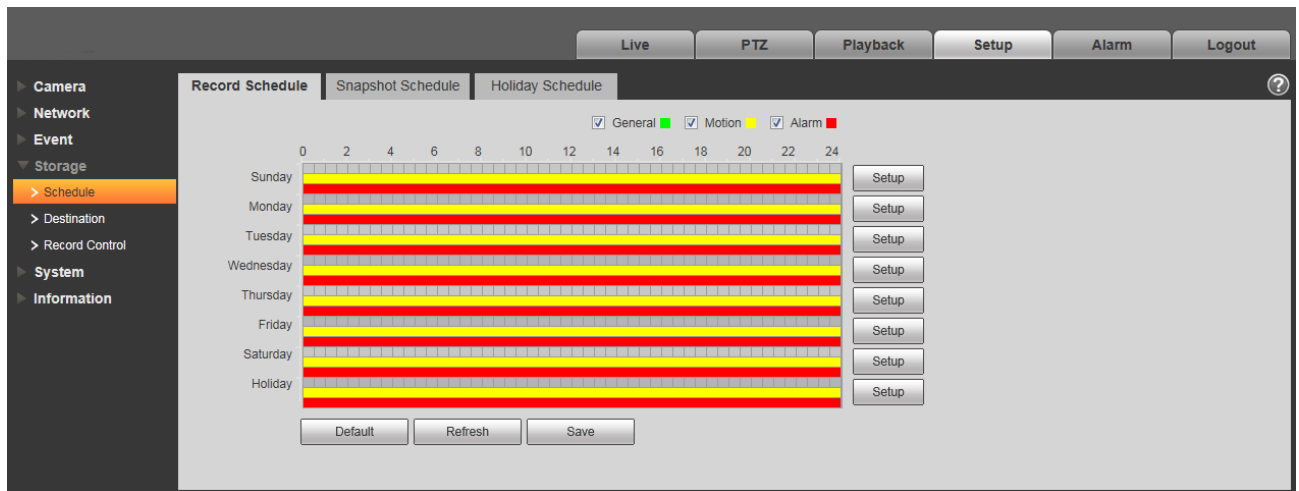 Live PTZ Playback Setup Alarm Logout
Camera
Network
Event
Storage
Schedule
Destination
Record Control
System
Information
Record Schedule Snapshot Schedule Holiday Schedule ?
General Motion Alarm
0 2 4 6 8 10 12 14 16 18 20 22 24
Sunday Setup
Monday Setup
Tuesday Setup
Wednesday Setup
Thursday Setup
Friday Setup
Saturday Setup
Holiday Setup
Default Refresh Save